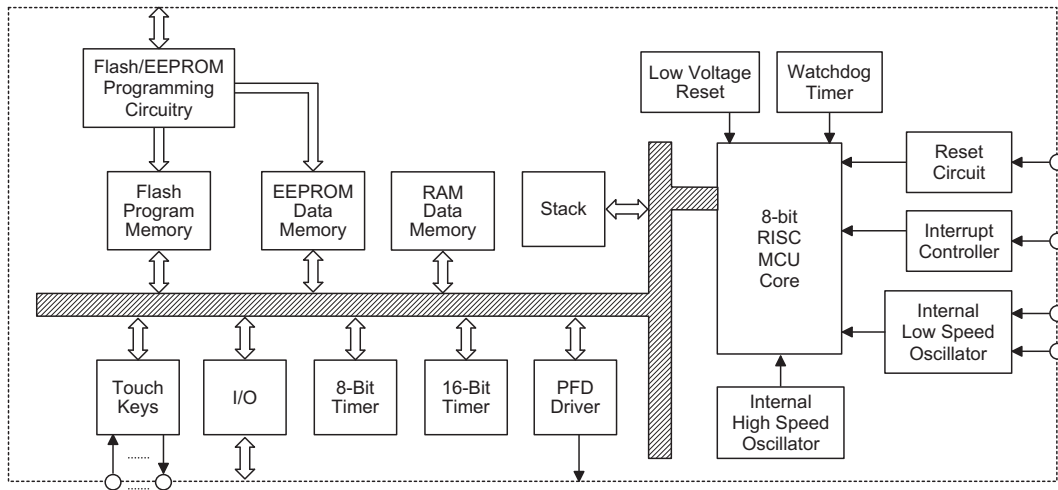 Flash/EEPROM
Programming
Circuitry
Low Voltage
Reset
Watchdog
Timer
Reset
Circuit
Flash
Program
Memory
EEPROM
Data
Memory
RAM
Data
Memory
Stack
8-bit
RISC
MCU
Core
Interrupt
Controller
Internal
Low Speed
Oscillator
Touch
Keys
I/O
8-Bit
Timer
16-Bit
Timer
PFD
Driver
Internal
High Speed
Oscillator